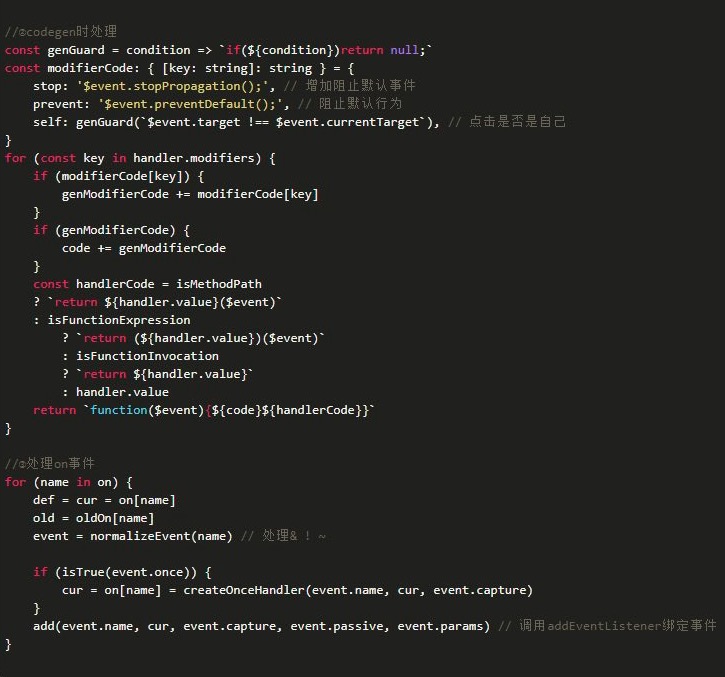 //②codegen时处理
const genGuard = condition => `if(${condition})return null;`
const modifierCode: { [key: string]: string } = {
    stop: '$event.stopPropagation();', // 增加阻止默认事件
    prevent: '$event.preventDefault();', // 阻止默认行为
    self: genGuard(`$event.target !== $event.currentTarget`), // 点击是否是自己
}
for (const key in handler.modifiers) {
    if (modifierCode[key]) {
        genModifierCode += modifierCode[key]
    }
    if (genModifierCode) {
        code += genModifierCode
    }
    const handlerCode = isMethodPath
    ? `return ${handler.value}($event)`
    : isFunctionExpression
        ? `return (${handler.value})($event)`
        : isFunctionInvocation
        ? `return ${handler.value}`
        : handler.value
    return `function($event){${code}${handlerCode}}`
}
//③处理on事件
for (name in on) {
    def = cur = on[name]
    old = oldOn[name]
    event = normalizeEvent(name) // 处理& ! ~
    if (isTrue(event.once)) {
        cur = on[name] = createOnceHandler(event.name, cur, event.capture)
    }
    add(event.name, cur, event.capture, event.passive, event.params) // 调用addEventListener绑定事件
}